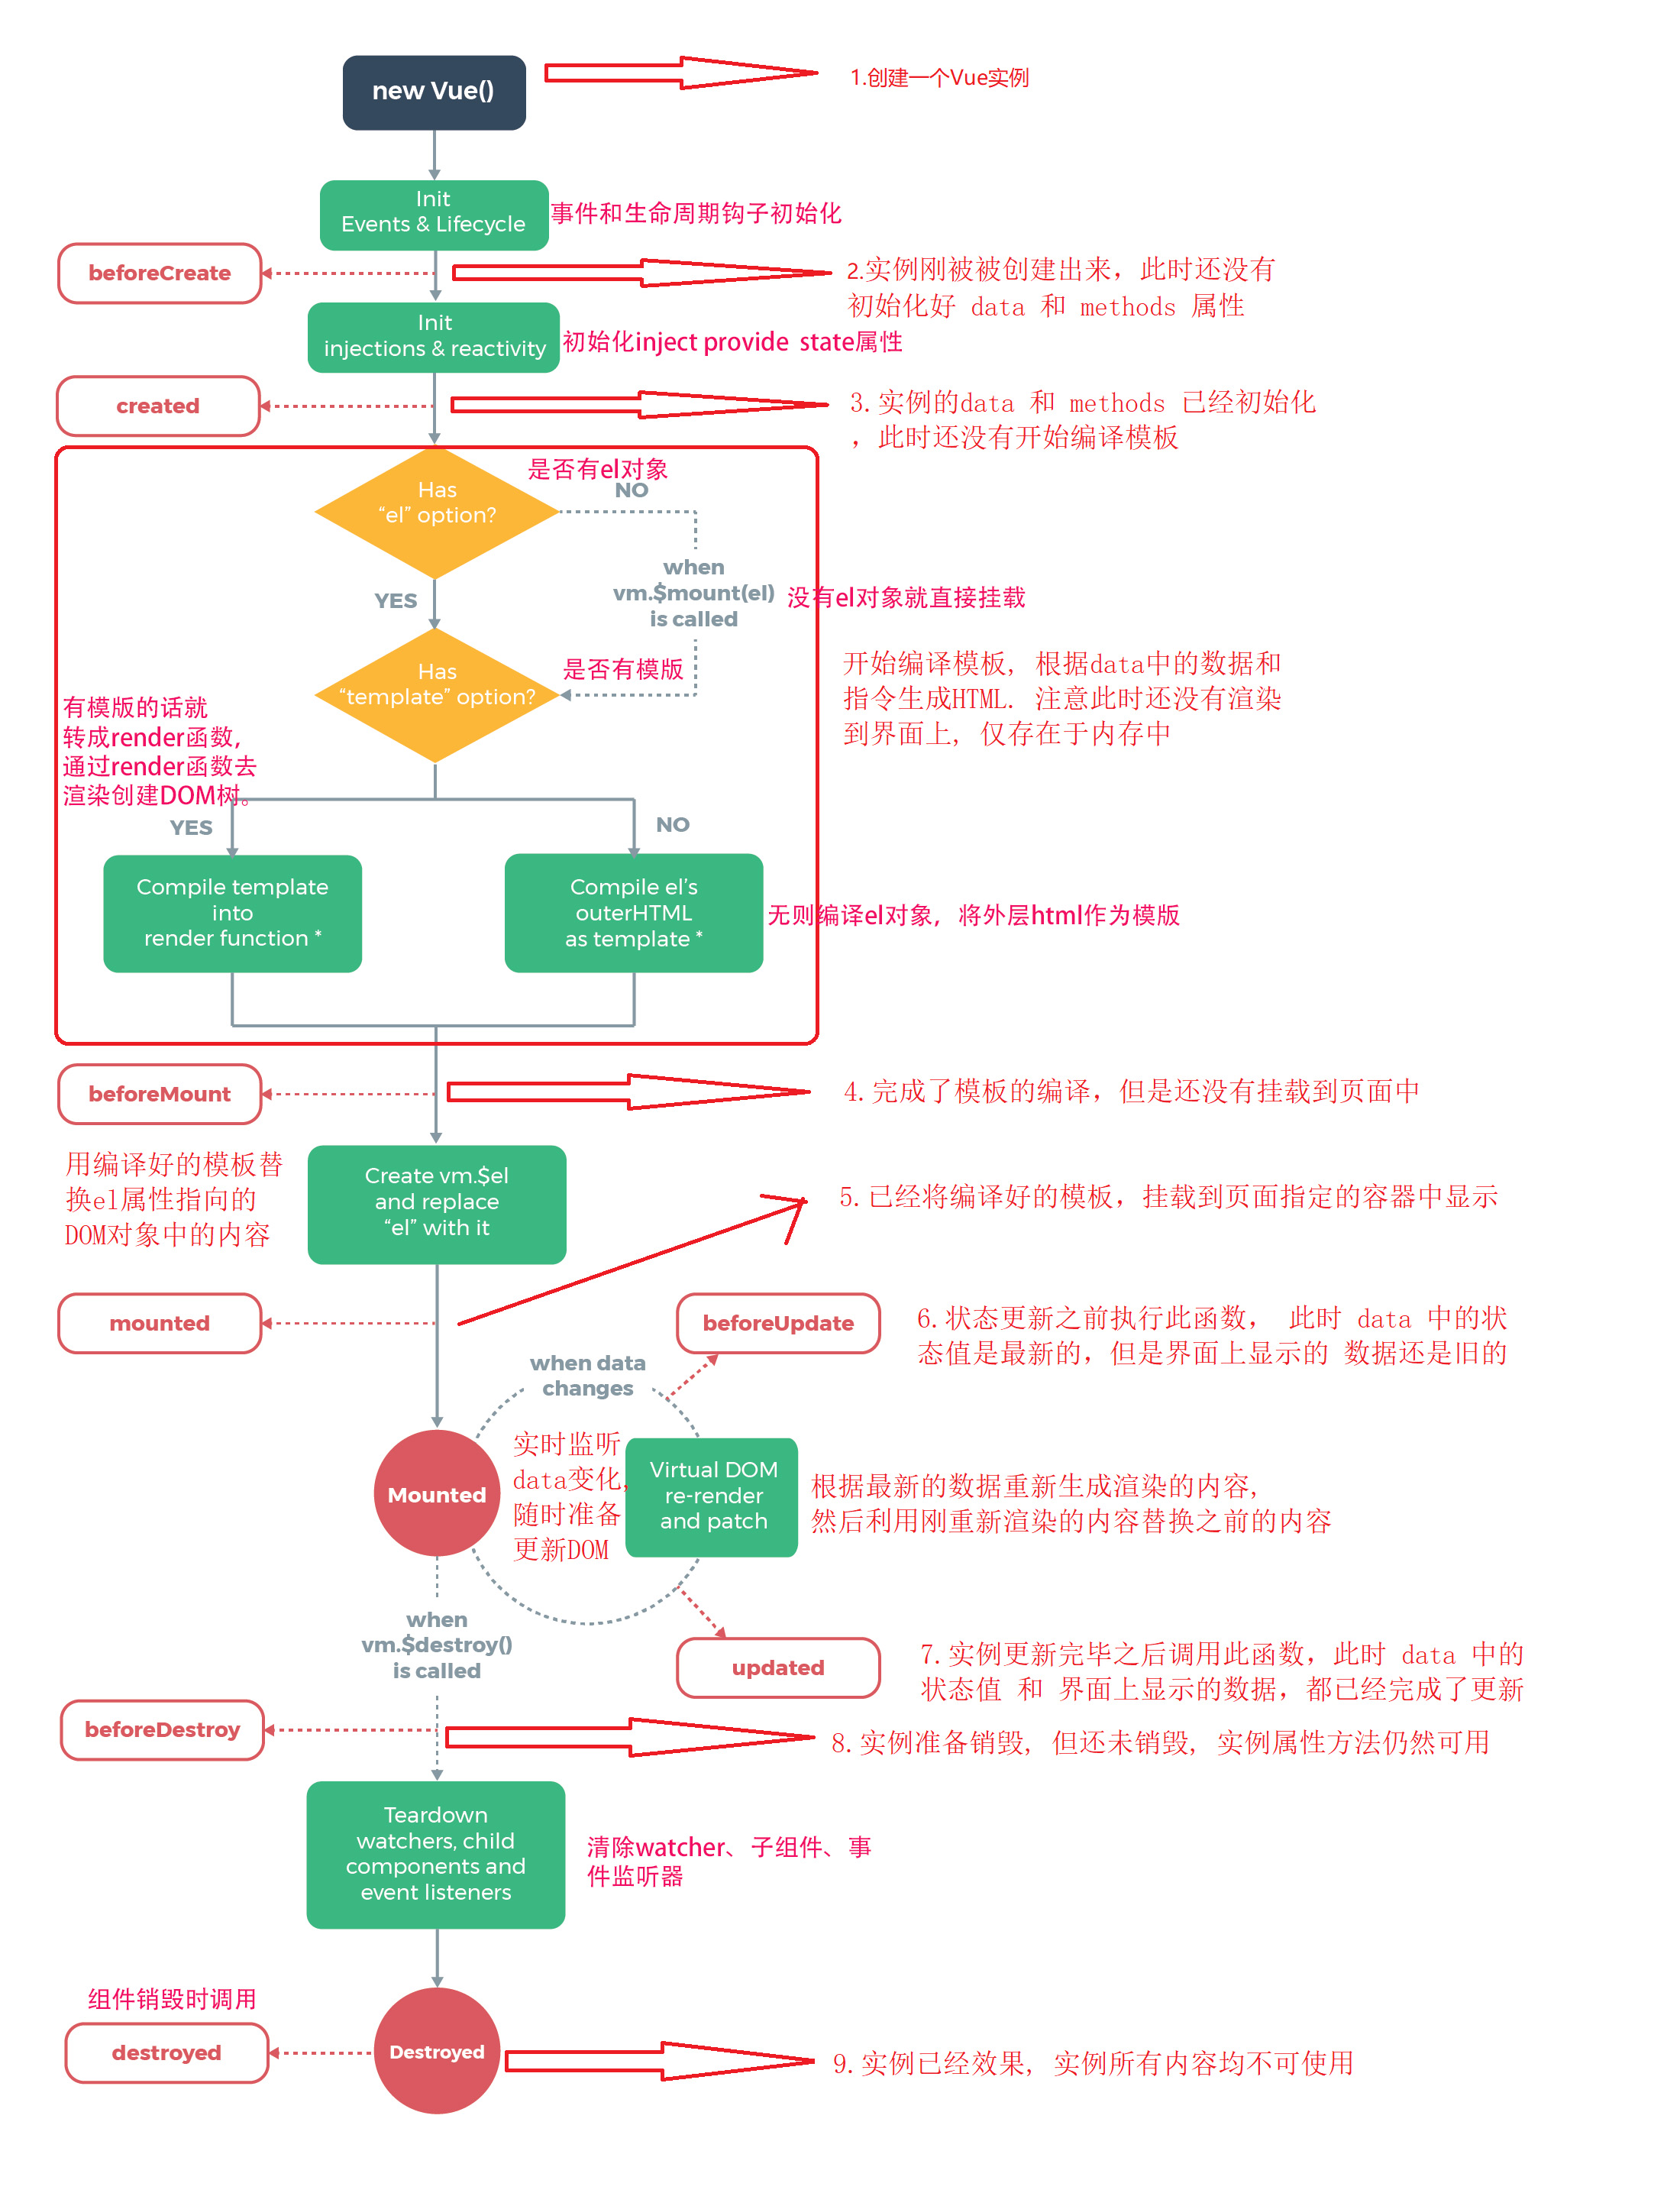 new Vue()
1.创建一个Vue实例
Init
Events & Lifecycle
事件和生命周期钩子初始化
beforeCreate
2.实例刚被被创建出来，此时还没有
初始化好 data 和 methods 属性
Init
injections & reactivity
初始化inject provide state属性
created
3.实例的data 和 methods 已经初始化
，此时还没有开始编译模板
是否有el对象
Has
“el” option?
NO
when
vm.$mount(el)
is called
没有el对象就直接挂载
YES
Has
“template” option?
是否有模版
开始编译模板, 根据data中的数据和
指令生成HTML. 注意此时还没有渲染
到界面上, 仅存在于内存中
有模版的话就
转成render函数,
通过render函数去
渲染创建DOM树。
YES
NO
Compile template
into
render function *
Compile el’s
outerHTML
as template *
无则编译el对象，将外层html作为模版
beforeMount
4.完成了模板的编译，但是还没有挂载到页面中
用编译好的模板替
换el属性指向的
DOM对象中的内容
Create vm.$el
and replace
“el” with it
5.已经将编译好的模板，挂载到页面指定的容器中显示
mounted
beforeUpdate
6.状态更新之前执行此函数， 此时 data 中的状
态值是最新的，但是界面上显示的 数据还是旧的
when data
changes
实时监听
data变化,
随时准备
更新DOM
Mounted
Virtual DOM
re-render
and patch
根据最新的数据重新生成渲染的内容,
然后利用刚重新渲染的内容替换之前的内容
when
vm.$destroy()
is called
updated
7.实例更新完毕之后调用此函数，此时 data 中的
状态值 和 界面上显示的数据，都已经完成了更新
beforeDestroy
8.实例准备销毁, 但还未销毁, 实例属性方法仍然可用
Teardown
watchers, child
components and
event listeners
清除watcher、子组件、事
件监听器
组件销毁时调用
destroyed
Destroyed
9.实例已经效果, 实例所有内容均不可使用